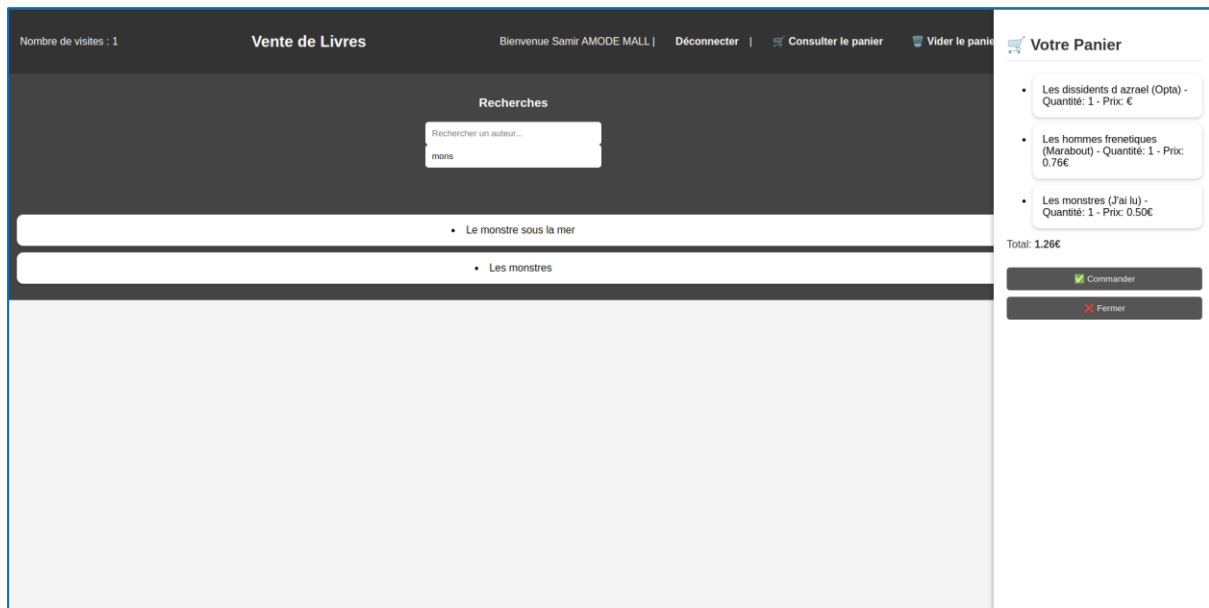 Nombre de visites : 1
Vente de Livres
Bienvenue Samir AMODE MALL |
Déconnecter |
🛒 Consulter le panier
🗑️ Vider le panie
Recherches
Rechercher un auteur...
mons
• Le monstre sous la mer
• Les monstres
🛒 Votre Panier
• Les dissidents d azrael (Opta) -
Quantité: 1 - Prix: €
• Les hommes frenetiques
(Marabout) - Quantité: 1 - Prix:
0.76€
• Les monstres (J'ai lu) -
Quantité: 1 - Prix: 0.50€
Total: 1.26€
✅ Commander
❌ Fermer